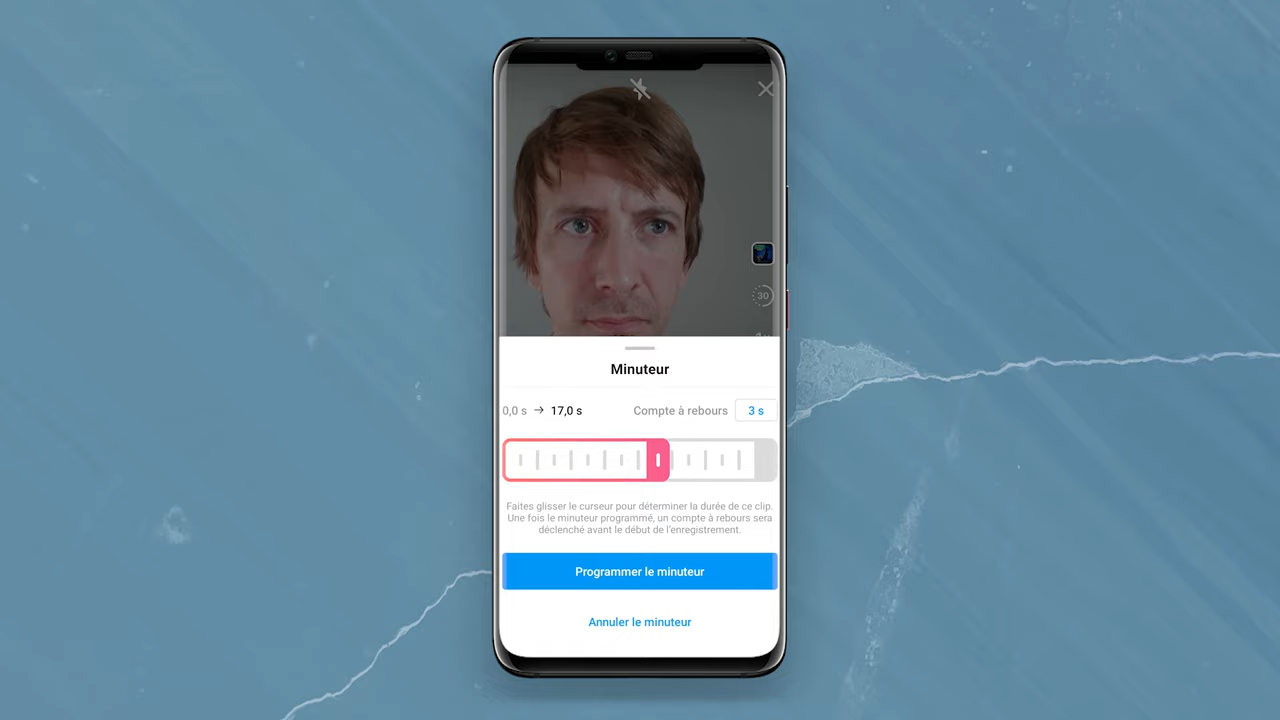 30
Minuteur
0,0 s → 17,0 s Compte à rebours 3 s
Faites glisser le curseur pour déterminer la durée de ce clip.
Une fois le minuteur programmé, un compte à rebours sera
déclenché avant le début de l'enregistrement.
Programmer le minuteur
Annuler le minuteur